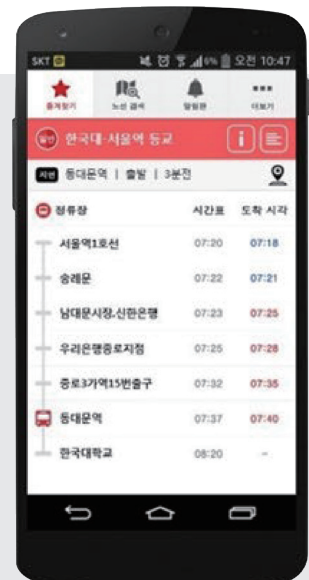 SKT 6% 오전 10:47
즐겨찾기 노선 검색 알림판 더보기
일반 한국대-서울역 등교
지연 동대문역 | 출발 | 3분전
정류장 시간표 도착 시각
서울역1호선 07:20 07:18
숭례문 07:22 07:21
남대문시장.신한은행 07:23 07:25
우리은행종로지점 07:25 07:28
종로3가역15번출구 07:32 07:35
동대문역 07:37 07:40
한국대학교 08:20 -